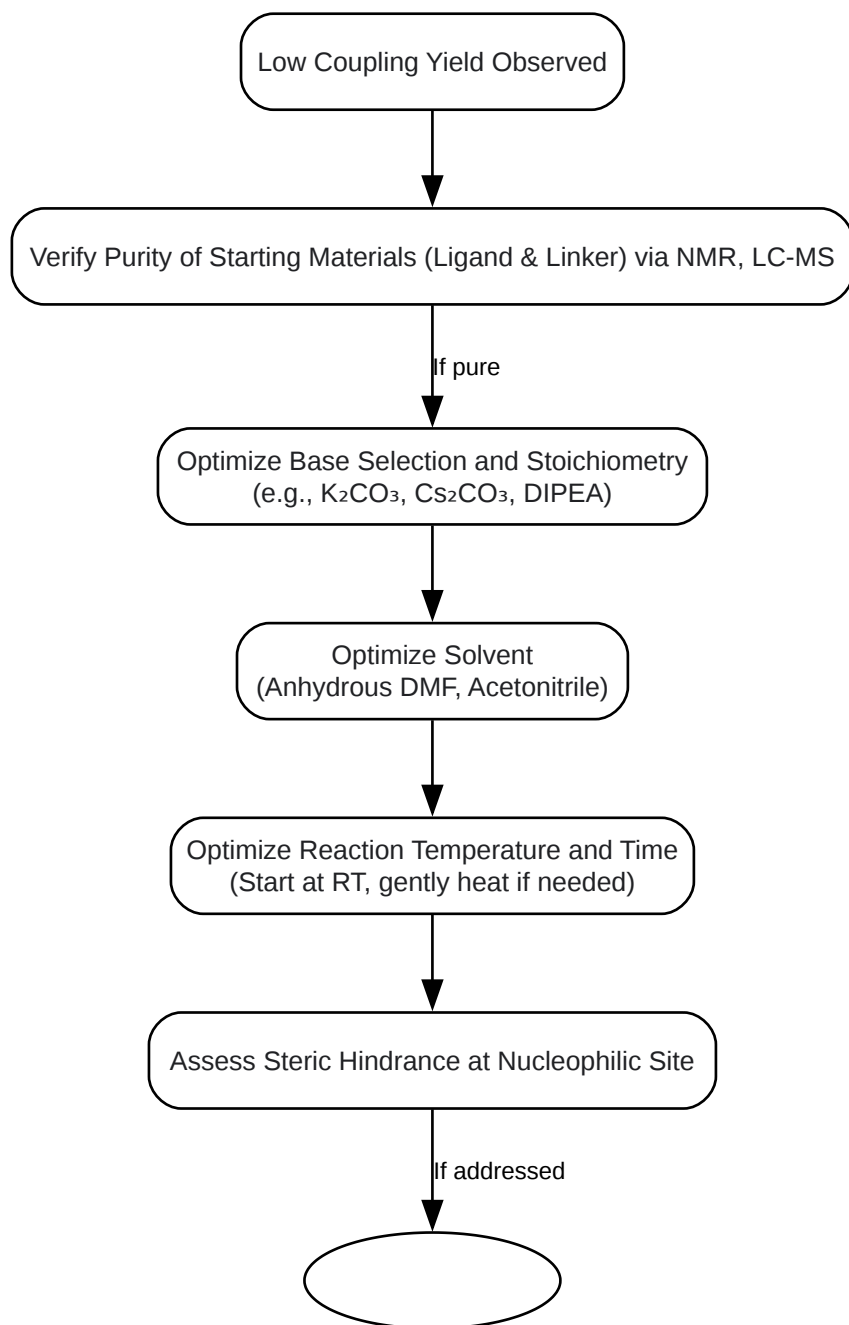 Low Coupling Yield Observed
Verify Purity of Starting Materials (Ligand & Linker) via NMR, LC-MS
If pure
Optimize Base Selection and Stoichiometry
(e.g., K₂CO₃, Cs₂CO₃, DIPEA)
Optimize Solvent
(Anhydrous DMF, Acetonitrile)
Optimize Reaction Temperature and Time
(Start at RT, gently heat if needed)
Assess Steric Hindrance at Nucleophilic Site
If addressed